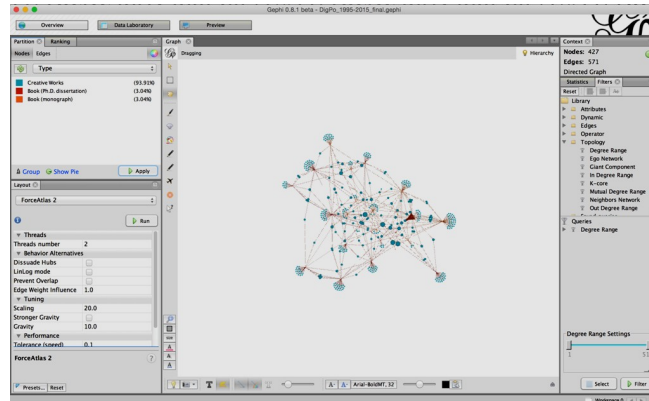 Gephi 0.8.1 beta - DigPo_1995-2015_final.gephi
Overview
Data Laboratory
Preview
Partition
Ranking
Nodes Edges
Type
Creative Works (93.91%)
Book (Ph.D. dissertation) (3.04%)
Book (monograph) (3.04%)
Group Show Pie
Apply
Layout
ForceAtlas 2
Run
Threads
Threads number 2
Behavior Alternatives
Dissuade Hubs
LinLog mode
Prevent Overlap
Edge Weight Influence 1.0
Tuning
Scaling 20.0
Stronger Gravity
Gravity 10.0
Performance
Tolerance (speed) 0.1
ForceAtlas 2
?
Presets... Reset
Graph
Dragging
Hierarchy
T
A- A- Arial-BoldMT, 32
Context
Nodes: 427
Edges: 571
Directed Graph
Statistics Filters
Reset
Library
Attributes
Dynamic
Edges
Operator
Topology
Degree Range
Ego Network
Giant Component
In Degree Range
K-core
Mutual Degree Range
Neighbors Network
Out Degree Range
Queries
Degree Range
Degree Range Settings
1 51
Select Filter
Workspace 0